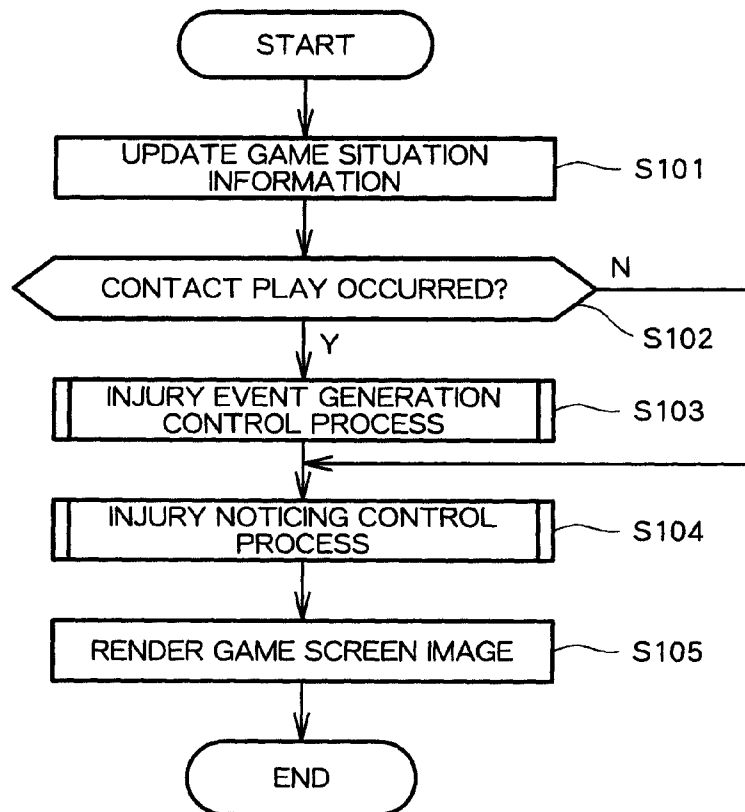 START
UPDATE GAME SITUATION
INFORMATION
S101
CONTACT PLAY OCCURRED?
N
S102
Y
INJURY EVENT GENERATION
CONTROL PROCESS
S103
INJURY NOTICING CONTROL
PROCESS
S104
RENDER GAME SCREEN IMAGE
S105
END